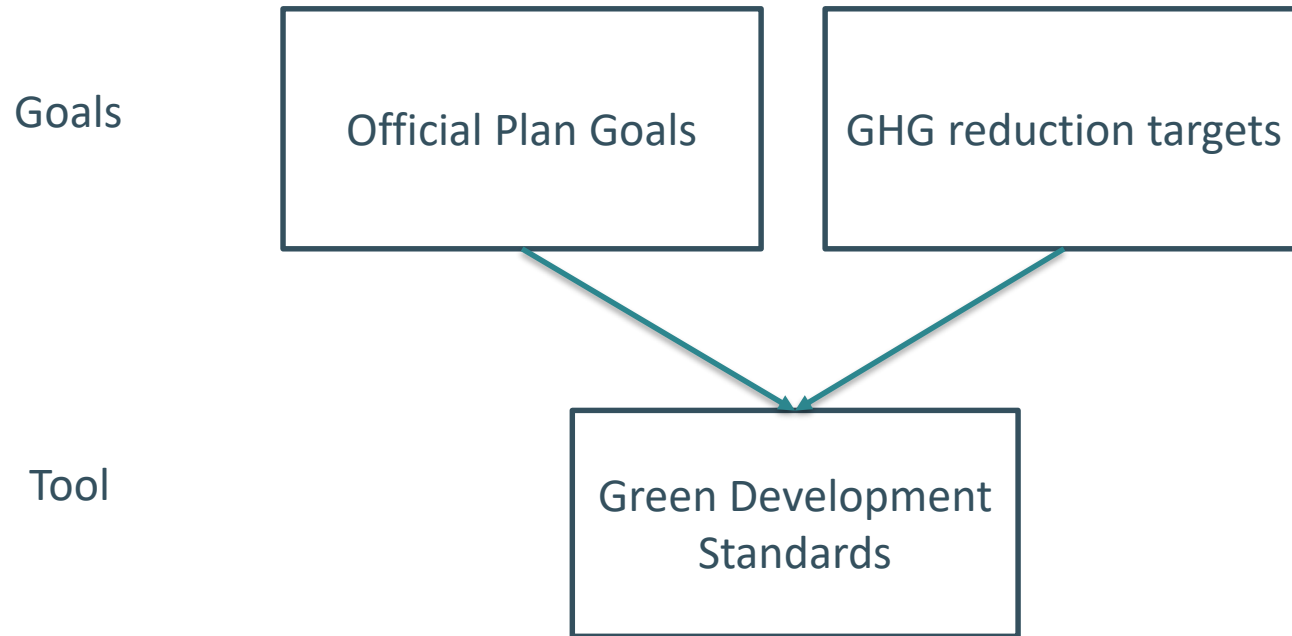 Goals
Official Plan Goals
GHG reduction targets
Tool
Green Development
Standards